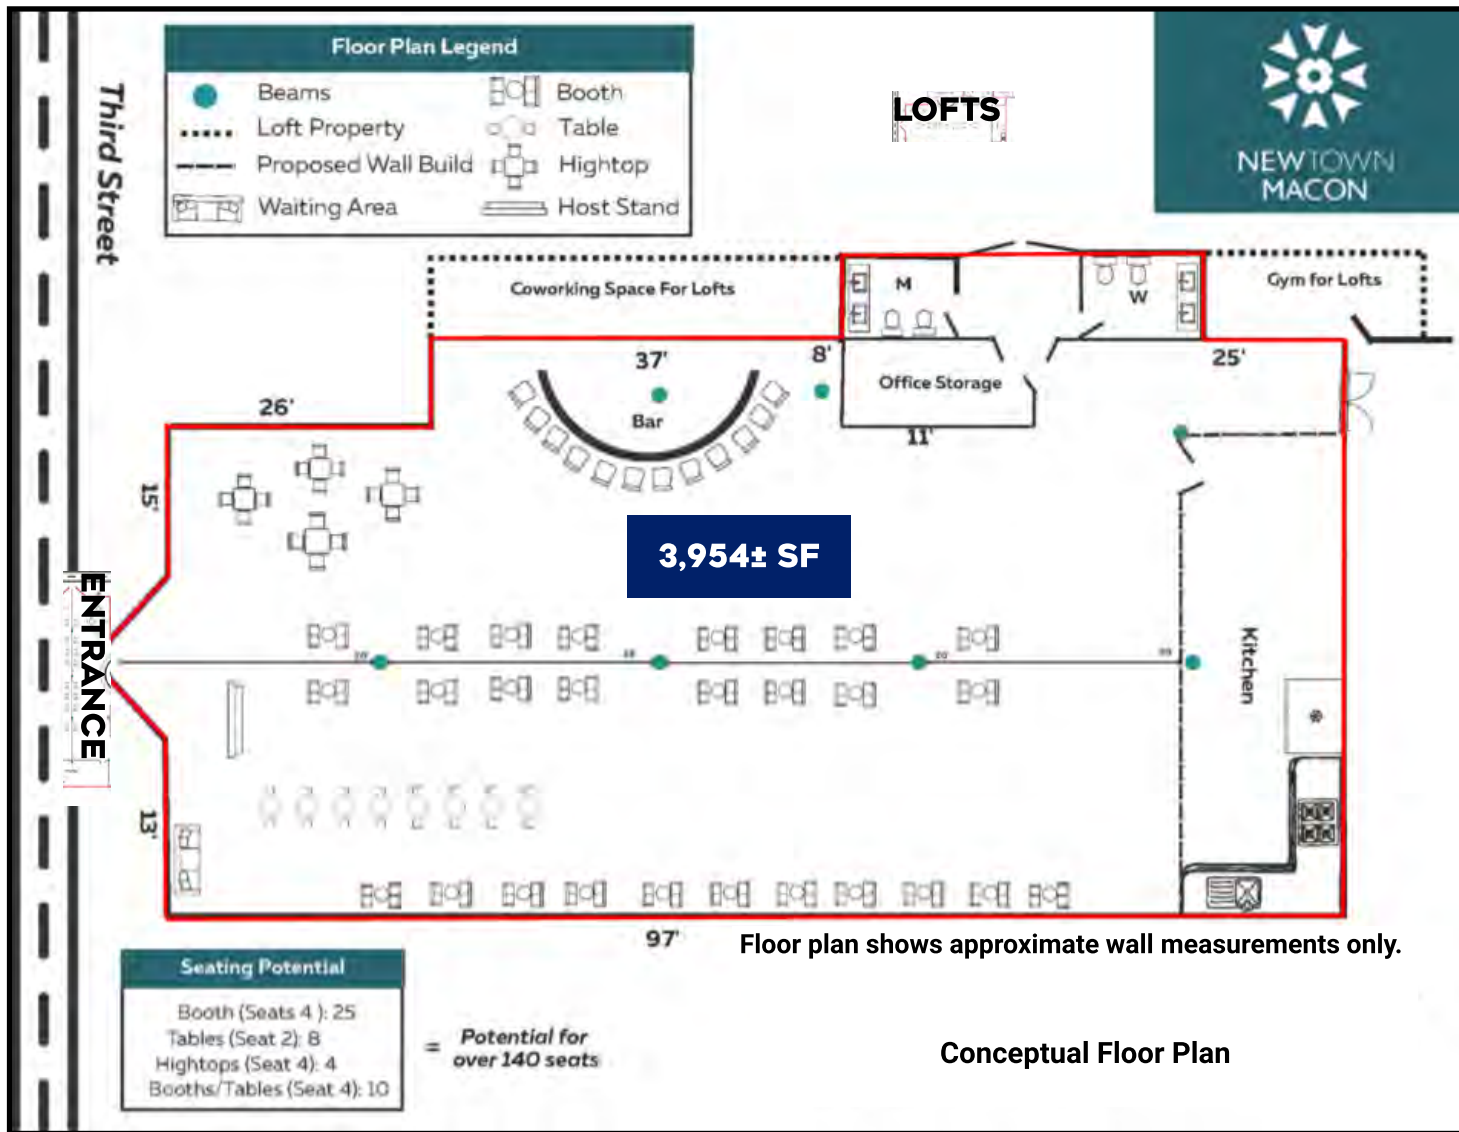 Floor Plan Legend
Beams
Booth
Loft Property
Table
Proposed Wall Build
Hightop
Waiting Area
Host Stand
Third Street
LOFTS
NEWTOWN
MACON
Coworking Space For Lofts
M
W
Gym for Lofts
37'
8'
25'
Office Storage
26'
Bar
11'
15'
3,954± SF
ENTRANCE
Kitchen
13'
97'
Floor plan shows approximate wall measurements only.
Seating Potential
Booth (Seats 4 ): 25
Tables (Seat 2): 8
Hightops (Seat 4): 4
Booths/Tables (Seat 4): 10
= Potential for
over 140 seats
Conceptual Floor Plan